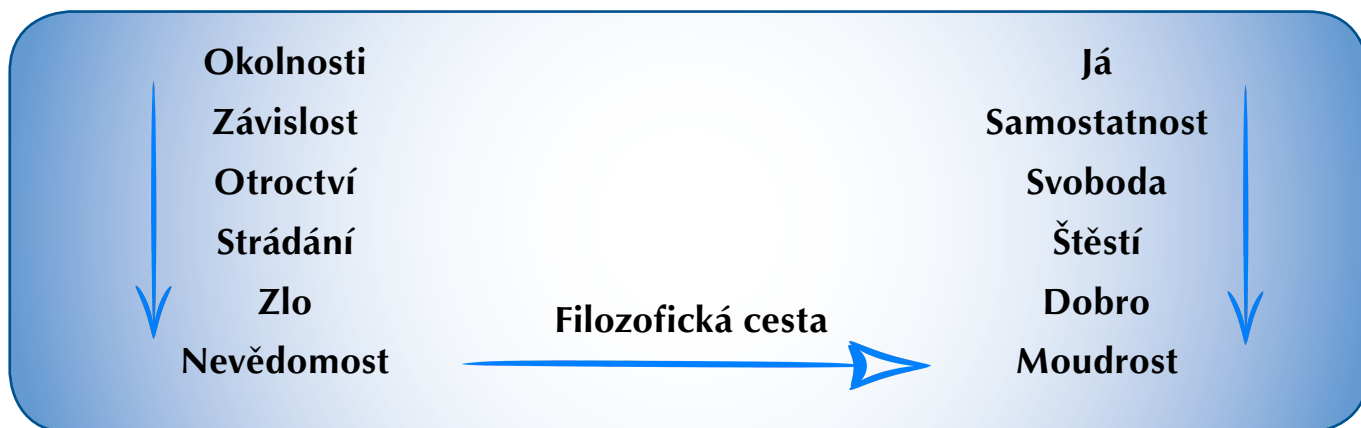 Okolnosti
Závislost
Otroctví
Strádání
Zlo
Nevědomost
Filozofická cesta
Já
Samostatnost
Svoboda
Štěstí
Dobro
Moudrost